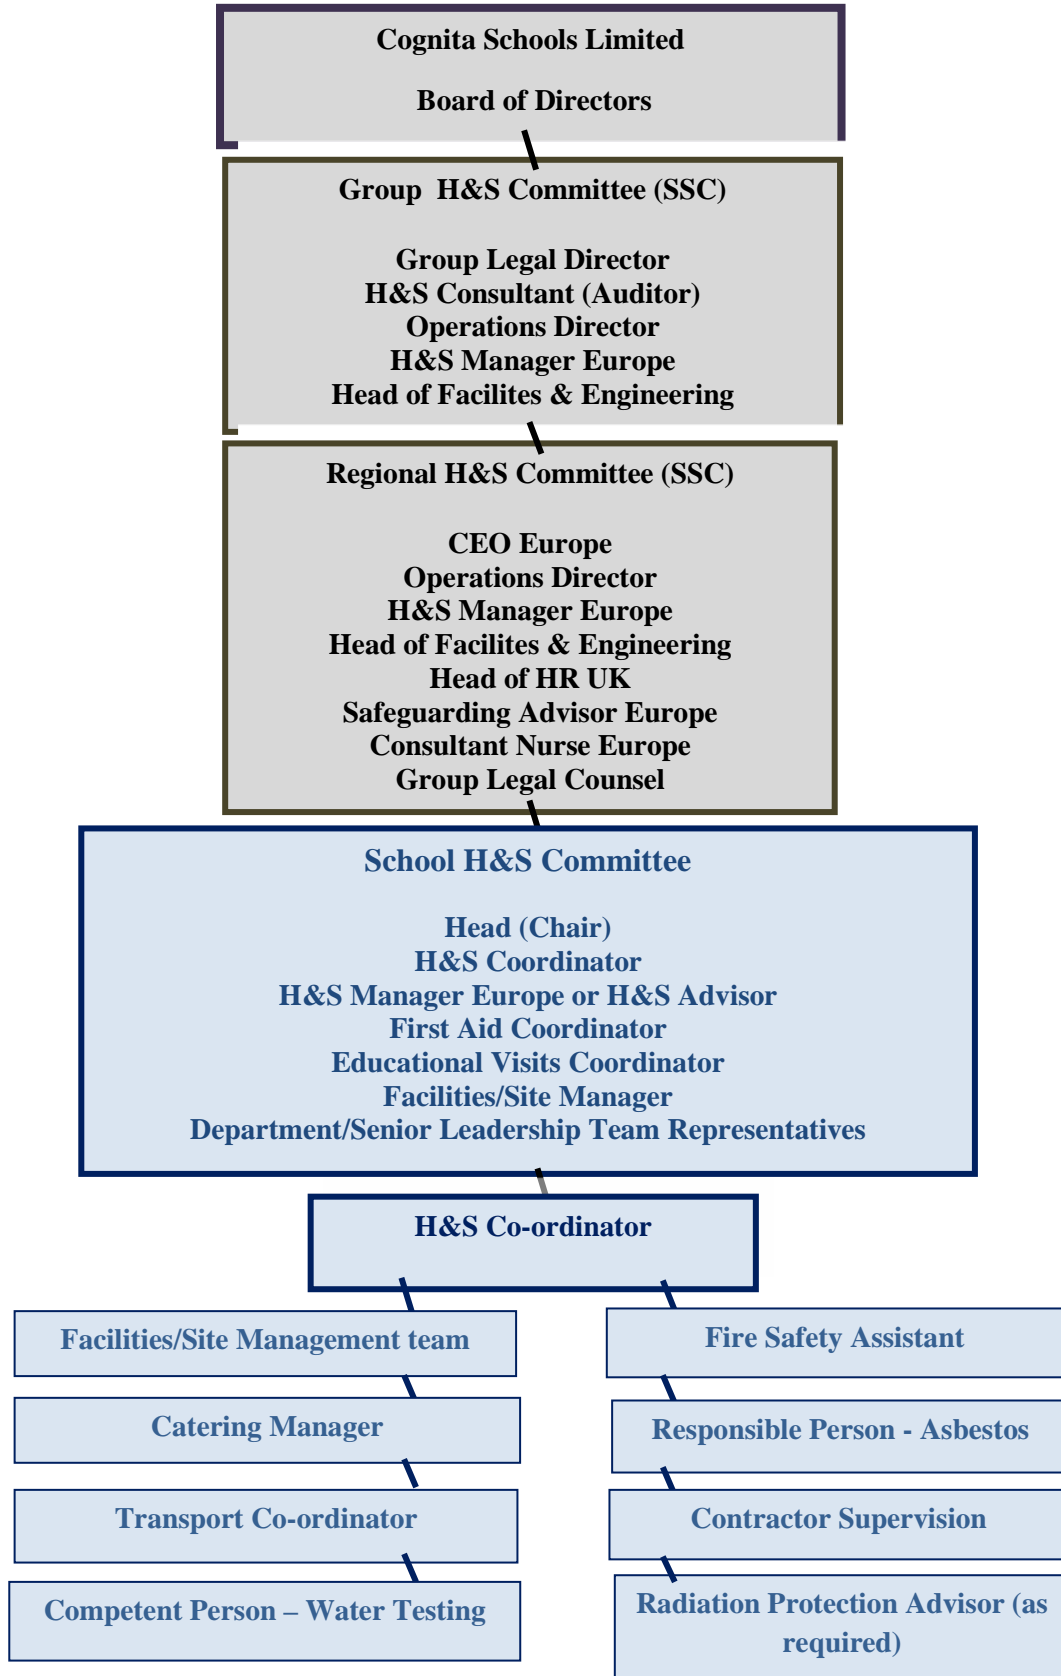 Cognita Schools Limited
Board of Directors
Group H&S Committee (SSC)
Group Legal Director
H&S Consultant (Auditor)
Operations Director
H&S Manager Europe
Head of Facilites & Engineering
Regional H&S Committee (SSC)
CEO Europe
Operations Director
H&S Manager Europe
Head of Facilites & Engineering
Head of HR UK
Safeguarding Advisor Europe
Consultant Nurse Europe
Group Legal Counsel
School H&S Committee
Head (Chair)
H&S Coordinator
H&S Manager Europe or H&S Advisor
First Aid Coordinator
Educational Visits Coordinator
Facilities/Site Manager
Department/Senior Leadership Team Representatives
H&S Co-ordinator
Facilities/Site Management team
Catering Manager
Transport Co-ordinator
Competent Person – Water Testing
Fire Safety Assistant
Responsible Person - Asbestos
Contractor Supervision
Radiation Protection Advisor (as
required)